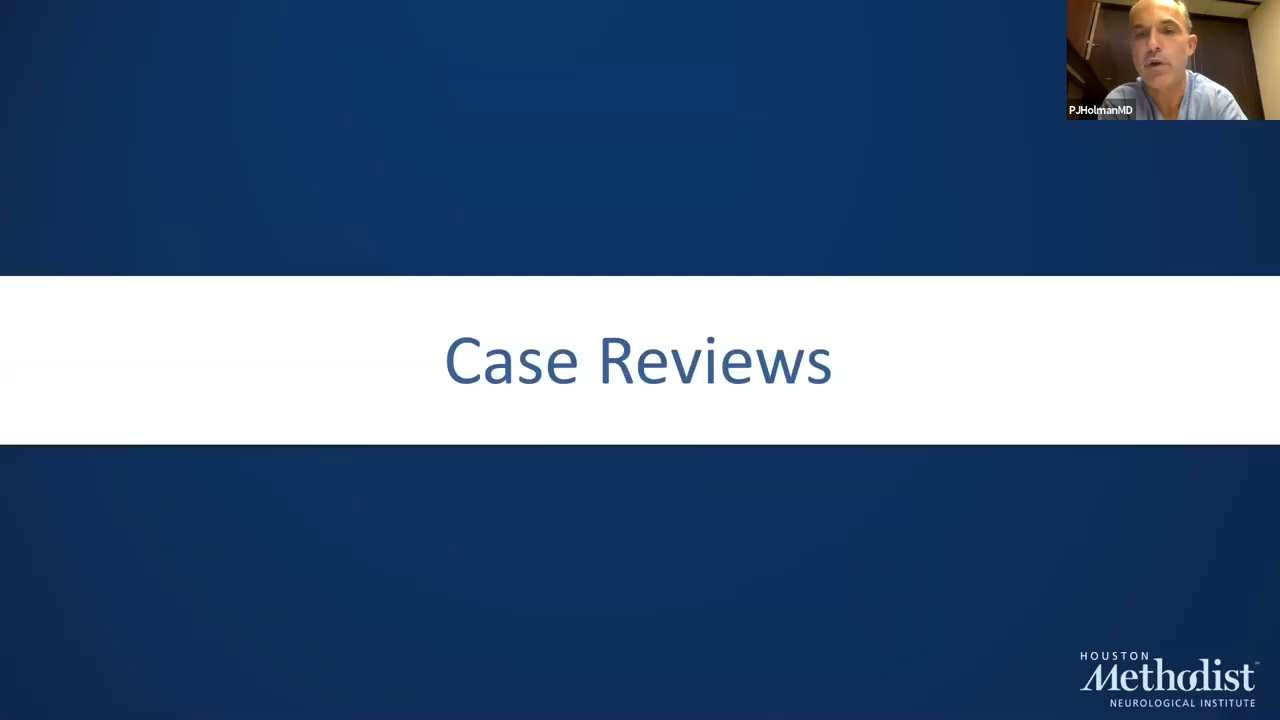 PJHolmanMD
Case Reviews
HOUSTON
Methodist
NEUROLOGICAL INSTITUTE